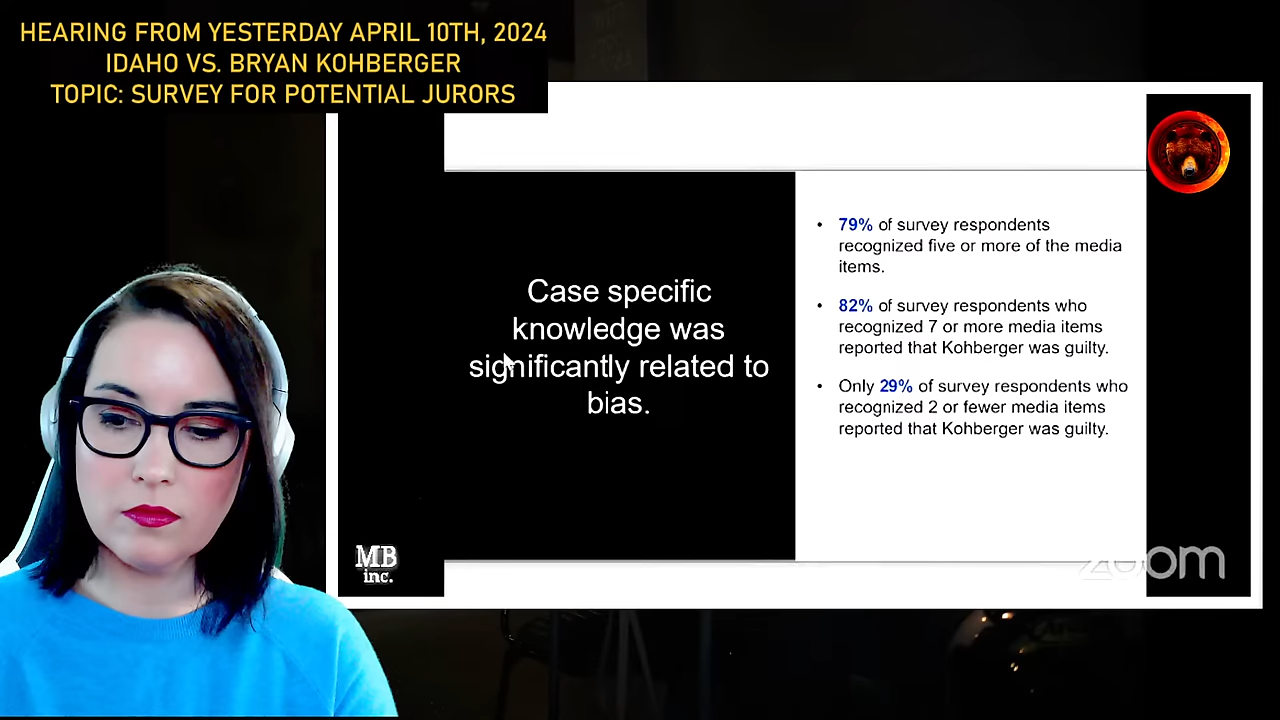 HEARING FROM YESTERDAY APRIL 10TH, 2024
IDAHO VS. BRYAN KOHBERGER
TOPIC: SURVEY FOR POTENTIAL JURORS
Case specific
knowledge was
significantly related to
bias.
• 79% of survey respondents
recognized five or more of the media
items.
• 82% of survey respondents who
recognized 7 or more media items
reported that Kohberger was guilty.
• Only 29% of survey respondents who
recognized 2 or fewer media items
reported that Kohberger was guilty.
MB
inc.
zoom